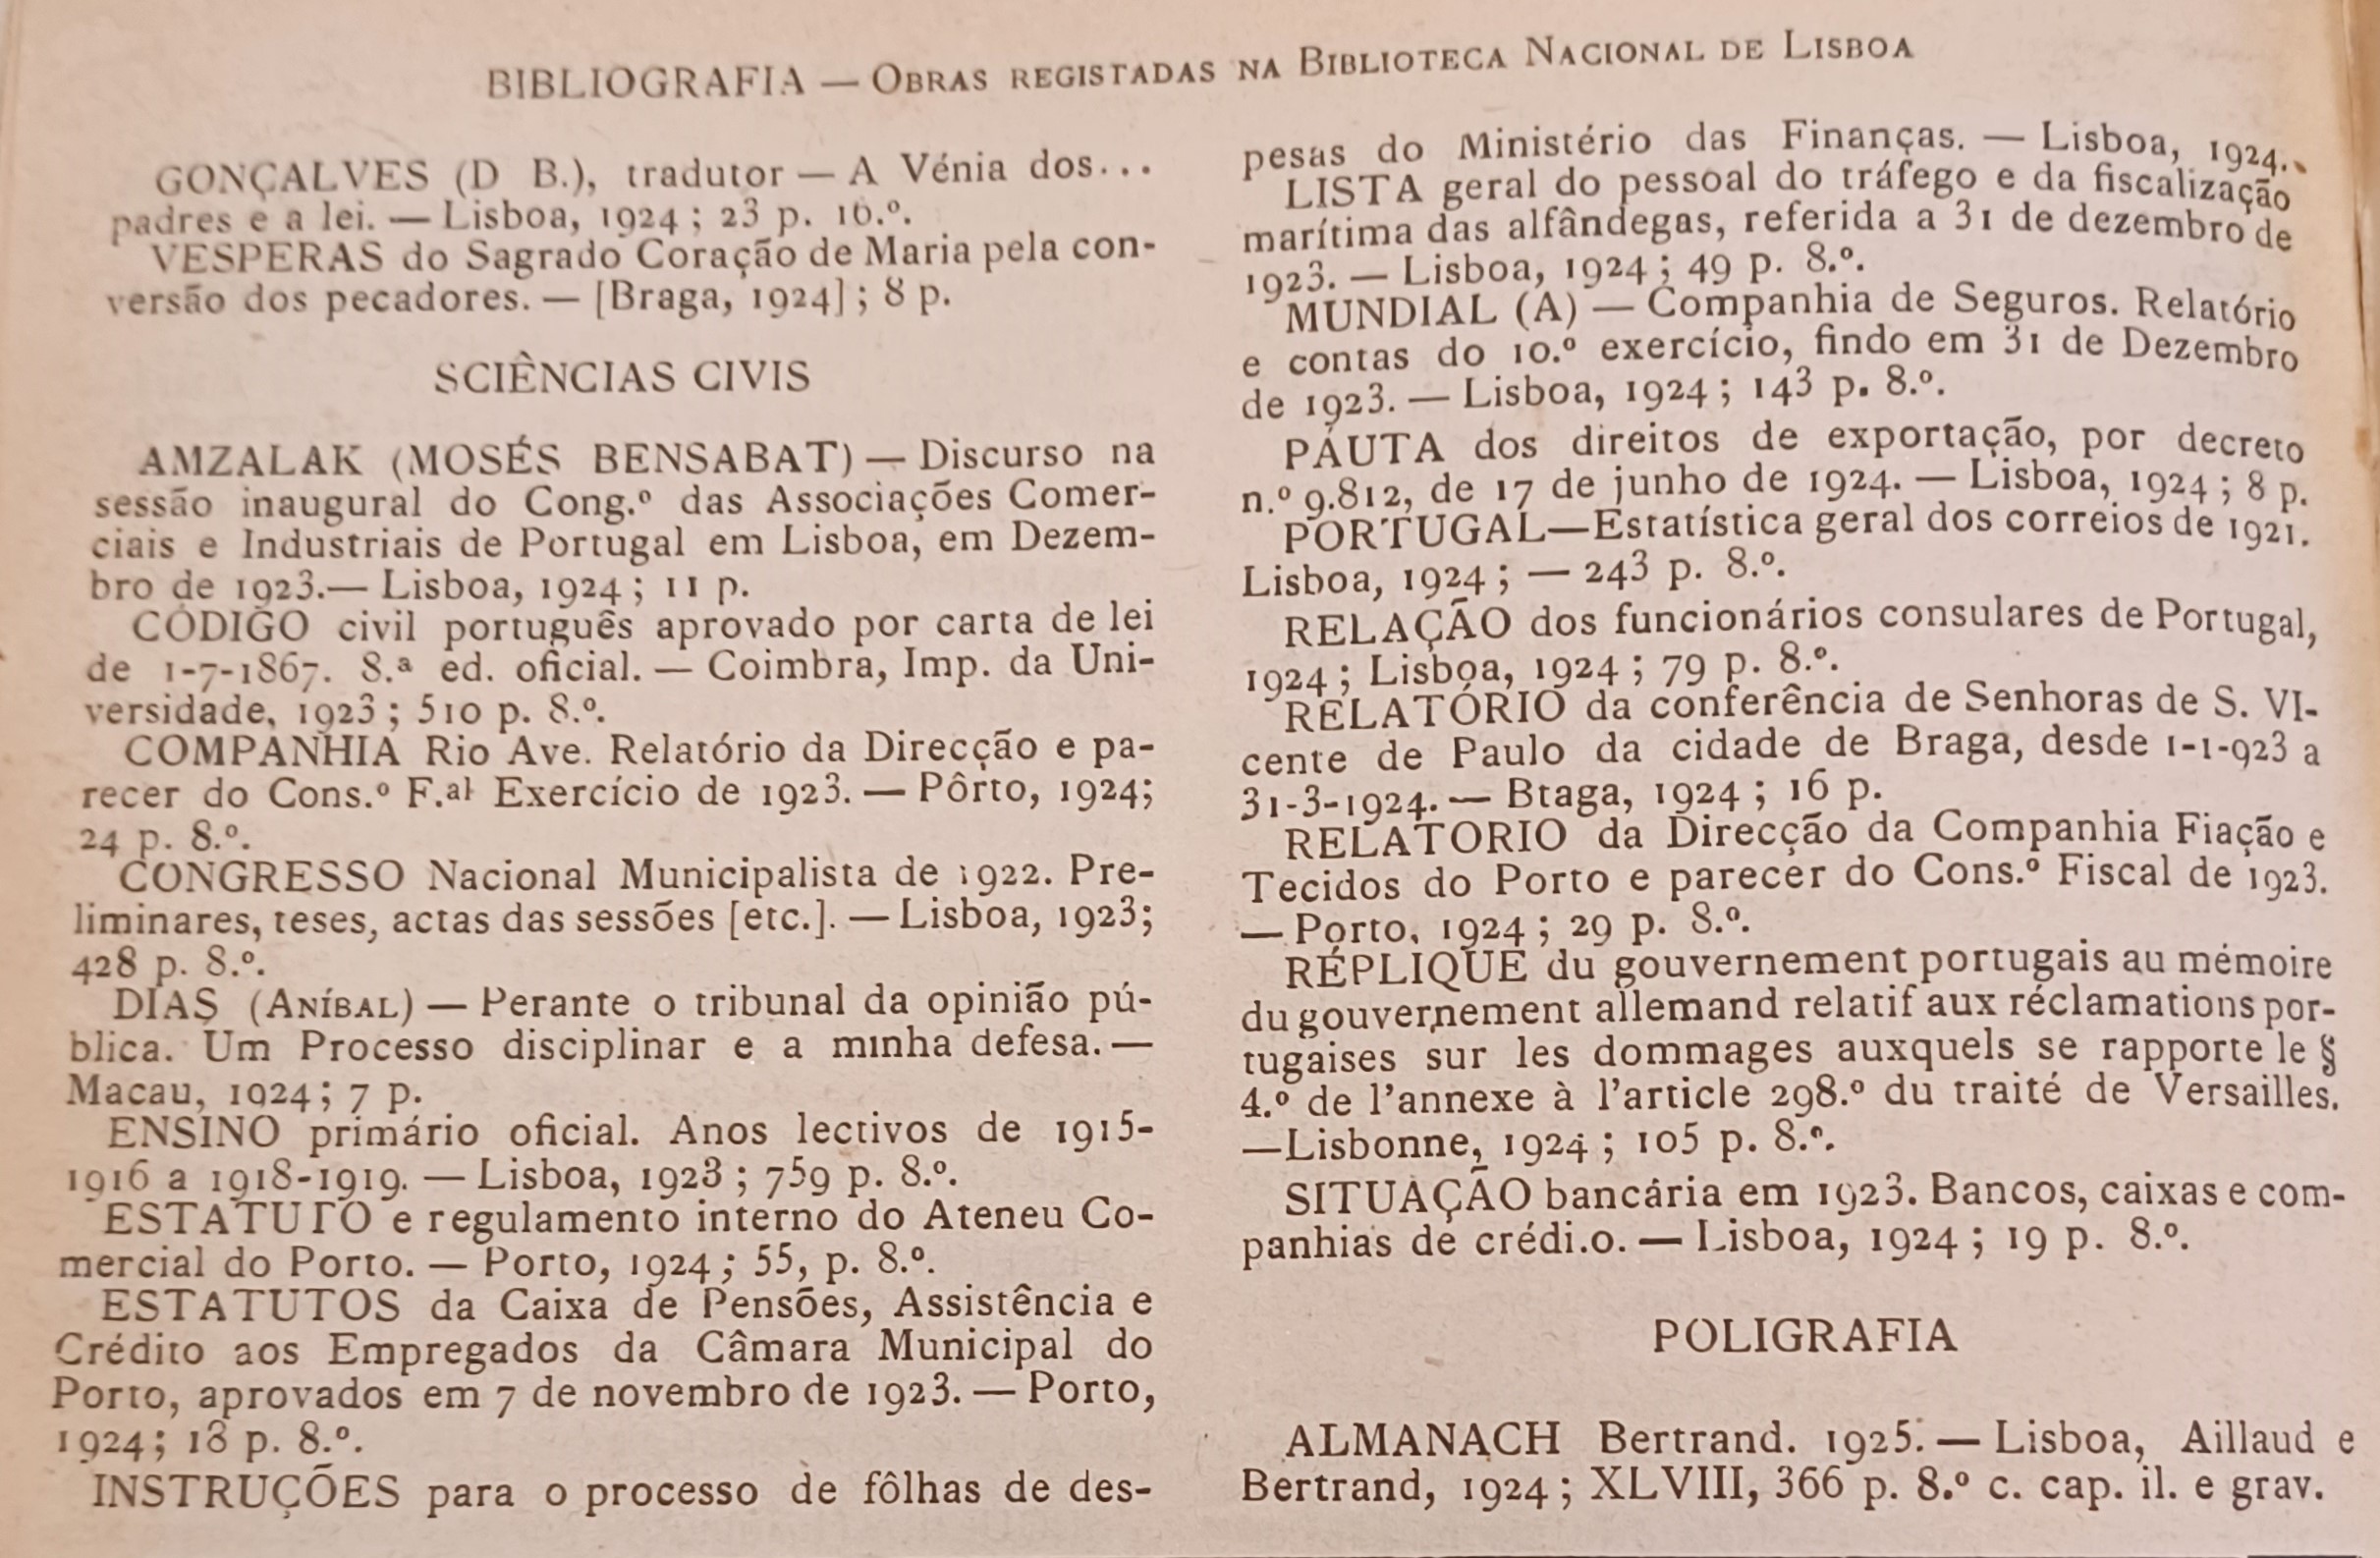 BIBLIOGRAFIA — OBRAS REGISTADAS NA BIBLIOTECA NACIONAL DE LISBOA
GONÇALVES (D B.), tradutor — A Vénia dos...
padres e a lei. — Lisboa, 1924 ; 23 p. 16.º.
VESPERAS do Sagrado Coração de Maria pela con-
versão dos pecadores. — [Braga, 1924] ; 8 p.
SCIÊNCIAS CIVIS
AMZALAK (MOSÉS BENSABAT) — Discurso na
sessão inaugural do Cong.º das Associações Comer-
ciais e Industriais de Portugal em Lisboa, em Dezem-
bro de 1923.— Lisboa, 1924 ; 11 p.
CÓDIGO civil português aprovado por carta de lei
de 1-7-1867. 8.ª ed. oficial. — Coimbra, Imp. da Uni-
versidade, 1923 ; 510 p. 8.º.
COMPANHIA Rio Ave. Relatório da Direcção e pa-
recer do Cons.º F.al Exercício de 1923. — Pôrto, 1924;
24 p. 8.º.
CONGRESSO Nacional Municipalista de 1922. Pre-
liminares, teses, actas das sessões [etc.]. — Lisboa, 1923;
428 p. 8.º.
DIAS (ANÍBAL) — Perante o tribunal da opinião pú-
blica. Um Processo disciplinar e a minha defesa. —
Macau, 1924; 7 p.
ENSINO primário oficial. Anos lectivos de 1915-
1916 a 1918-1919. — Lisboa, 1923 ; 759 p. 8.º.
ESTATUTO e regulamento interno do Ateneu Co-
mercial do Porto. — Porto, 1924 ; 55, p. 8.º.
ESTATUTOS da Caixa de Pensões, Assistência e
Crédito aos Empregados da Câmara Municipal do
Porto, aprovados em 7 de novembro de 1923. — Porto,
1924; 18 p. 8.º.
INSTRUÇÕES para o processo de fôlhas de des-
pesas do Ministério das Finanças. — Lisboa, 1924.
LISTA geral do pessoal do tráfego e da fiscalização
marítima das alfândegas, referida a 31 de dezembro de
1923. — Lisboa, 1924 ; 49 p. 8.º.
MUNDIAL (A) — Companhia de Seguros. Relatório
e contas do 10.º exercício, findo em 31 de Dezembro
de 1923. — Lisboa, 1924 ; 143 p. 8.º.
PAUTA dos direitos de exportação, por decreto
n.º 9.812, de 17 de junho de 1924. — Lisboa, 1924 ; 8 p.
PORTUGAL—Estatística geral dos correios de 1921.
Lisboa, 1924 ; — 243 p. 8.º.
RELAÇÃO dos funcionários consulares de Portugal,
1924 ; Lisboa, 1924 ; 79 p. 8.º.
RELATÓRIO da conferência de Senhoras de S. VI-
cente de Paulo da cidade de Braga, desde 1-1-923 a
31-3-1924. — Btaga, 1924 ; 16 p.
RELATORIO da Direcção da Companhia Fiação e
Tecidos do Porto e parecer do Cons.º Fiscal de 1923.
— Porto, 1924 ; 29 p. 8.º.
RÉPLIQUE du gouvernement portugais au mémoire
du gouvernement allemand relatif aux réclamations por-
tugaises sur les dommages auxquels se rapporte le §
4.º de l'annexe à l'article 298.º du traité de Versailles.
—Lisbonne, 1924 ; 105 p. 8.º.
SITUAÇÃO bancária em 1923. Bancos, caixas e com-
panhias de crédi.o. — Lisboa, 1924 ; 19 p. 8.º.
POLIGRAFIA
ALMANACH Bertrand. 1925. — Lisboa, Aillaud e
Bertrand, 1924 ; XLVIII, 366 p. 8.º c. cap. il. e grav.